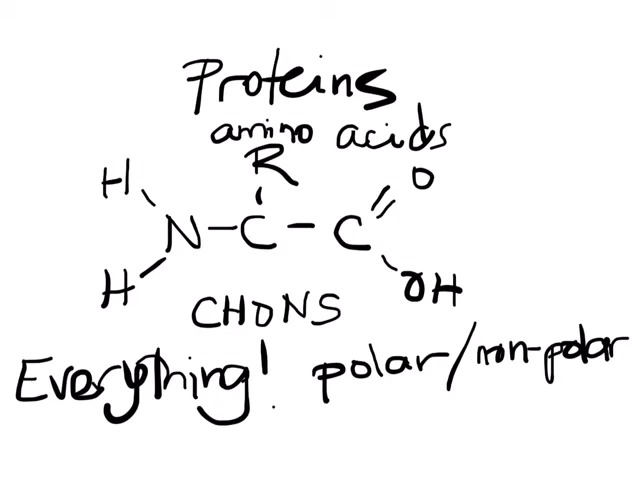 Proteins
amino acids
R
H O
N - C - C
H OH
CHONS
Everything! polar/non-polar